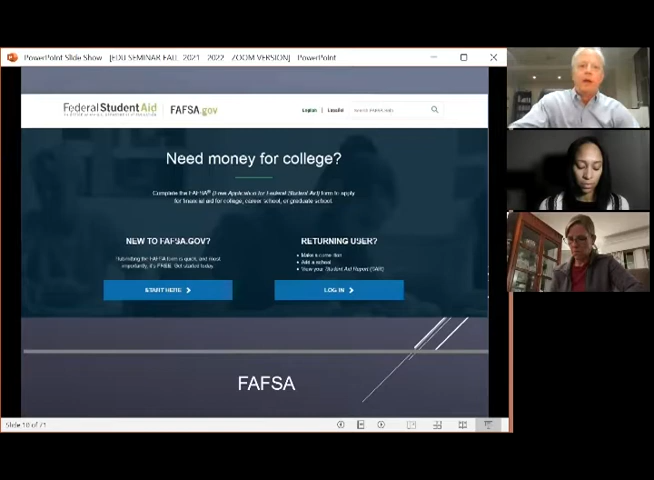 PowerPoint Slide Show - [EDU SEMINAR FALL 2021 - 2022 ZOOM VERSION] - PowerPoint
Federal Student Aid FAFSA.gov
English | Español
Need money for college?
Complete the FAFSA® (Free Application for Federal Student Aid) form to apply
for financial aid for college, career school, or graduate school.
NEW TO FAFSA.GOV?
Submitting the FAFSA form is quick, and most
importantly, it's FREE. Get started today.
START HERE
RETURNING USER?
Make a correction
Add a school
View your Student Aid Report (SAR)
LOG IN
FAFSA
Slide 10 of 71